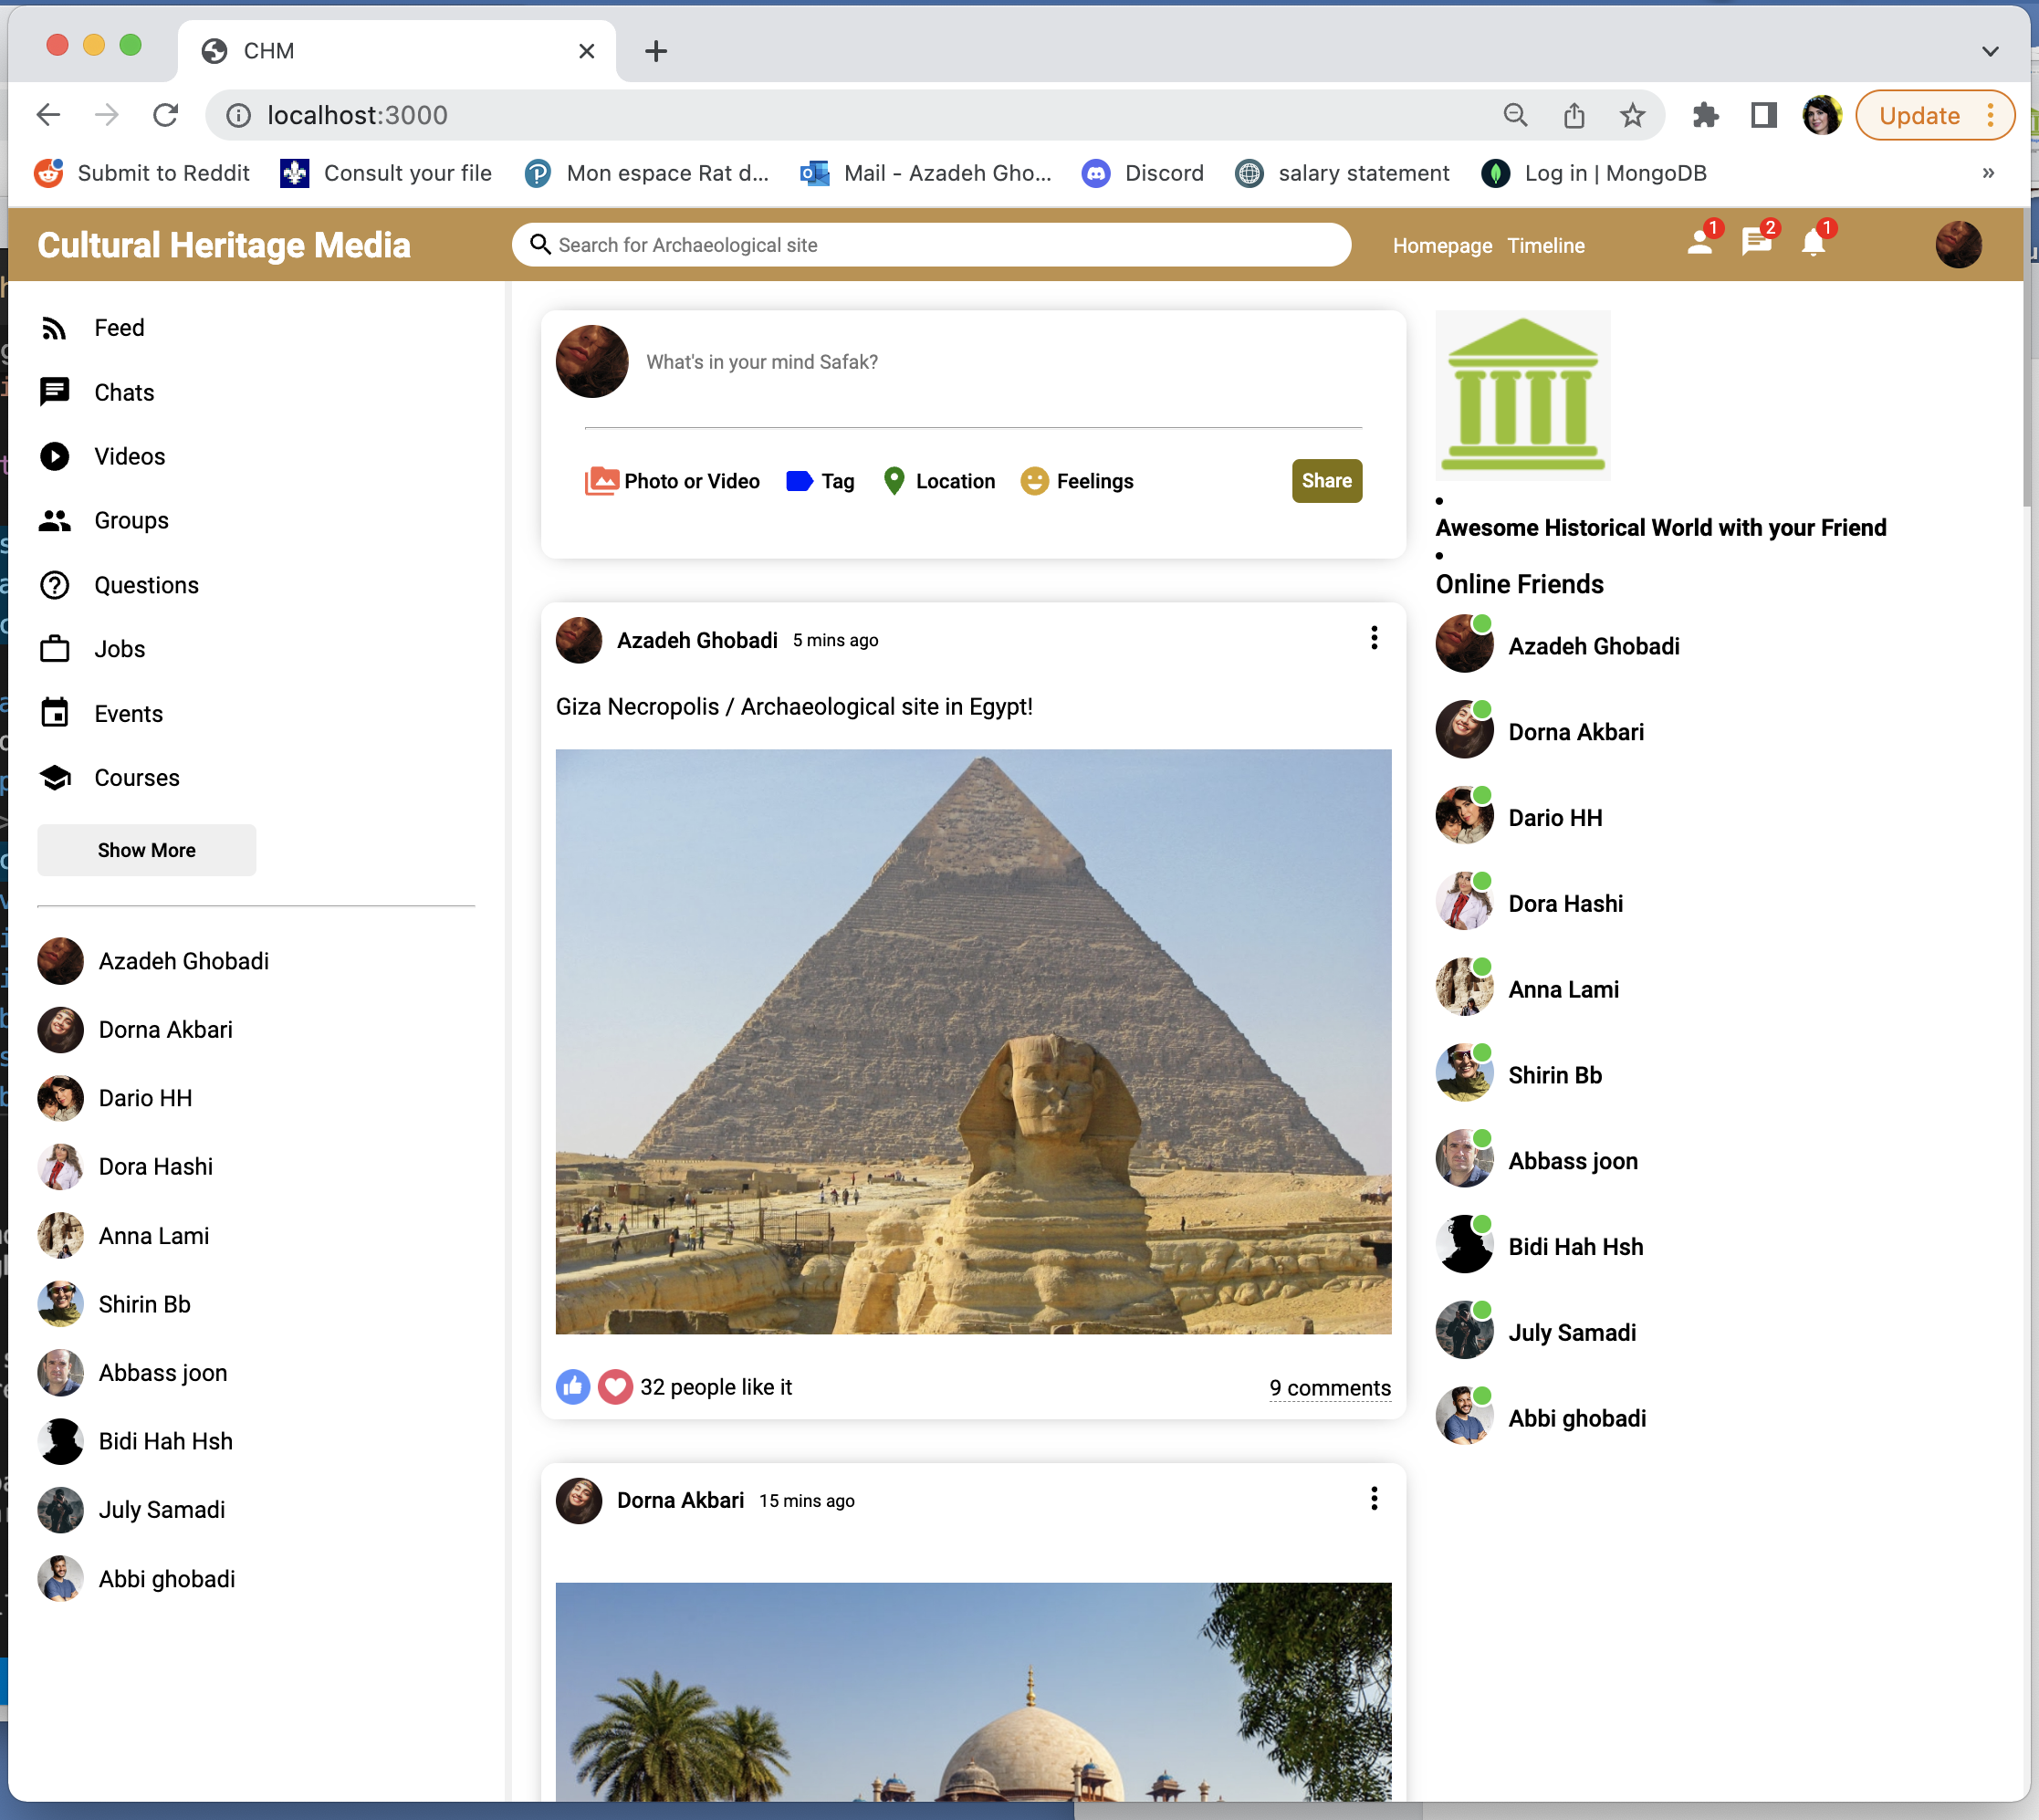 CHM
localhost:3000
Update
Submit to Reddit
Consult your file
Mon espace Rat d...
Mail - Azadeh Gho...
Discord
salary statement
Log in | MongoDB
»
Cultural Heritage Media
Search for Archaeological site
Homepage Timeline
1
2
1
Feed
Chats
Videos
Groups
Questions
Jobs
Events
Courses
Show More
Azadeh Ghobadi
Dorna Akbari
Dario HH
Dora Hashi
Anna Lami
Shirin Bb
Abbass joon
Bidi Hah Hsh
July Samadi
Abbi ghobadi
What's in your mind Safak?
Photo or Video
Tag
Location
Feelings
Share
Azadeh Ghobadi 5 mins ago
Giza Necropolis / Archaeological site in Egypt!
32 people like it
9 comments
Dorna Akbari 15 mins ago
Awesome Historical World with your Friend
Online Friends
Azadeh Ghobadi
Dorna Akbari
Dario HH
Dora Hashi
Anna Lami
Shirin Bb
Abbass joon
Bidi Hah Hsh
July Samadi
Abbi ghobadi